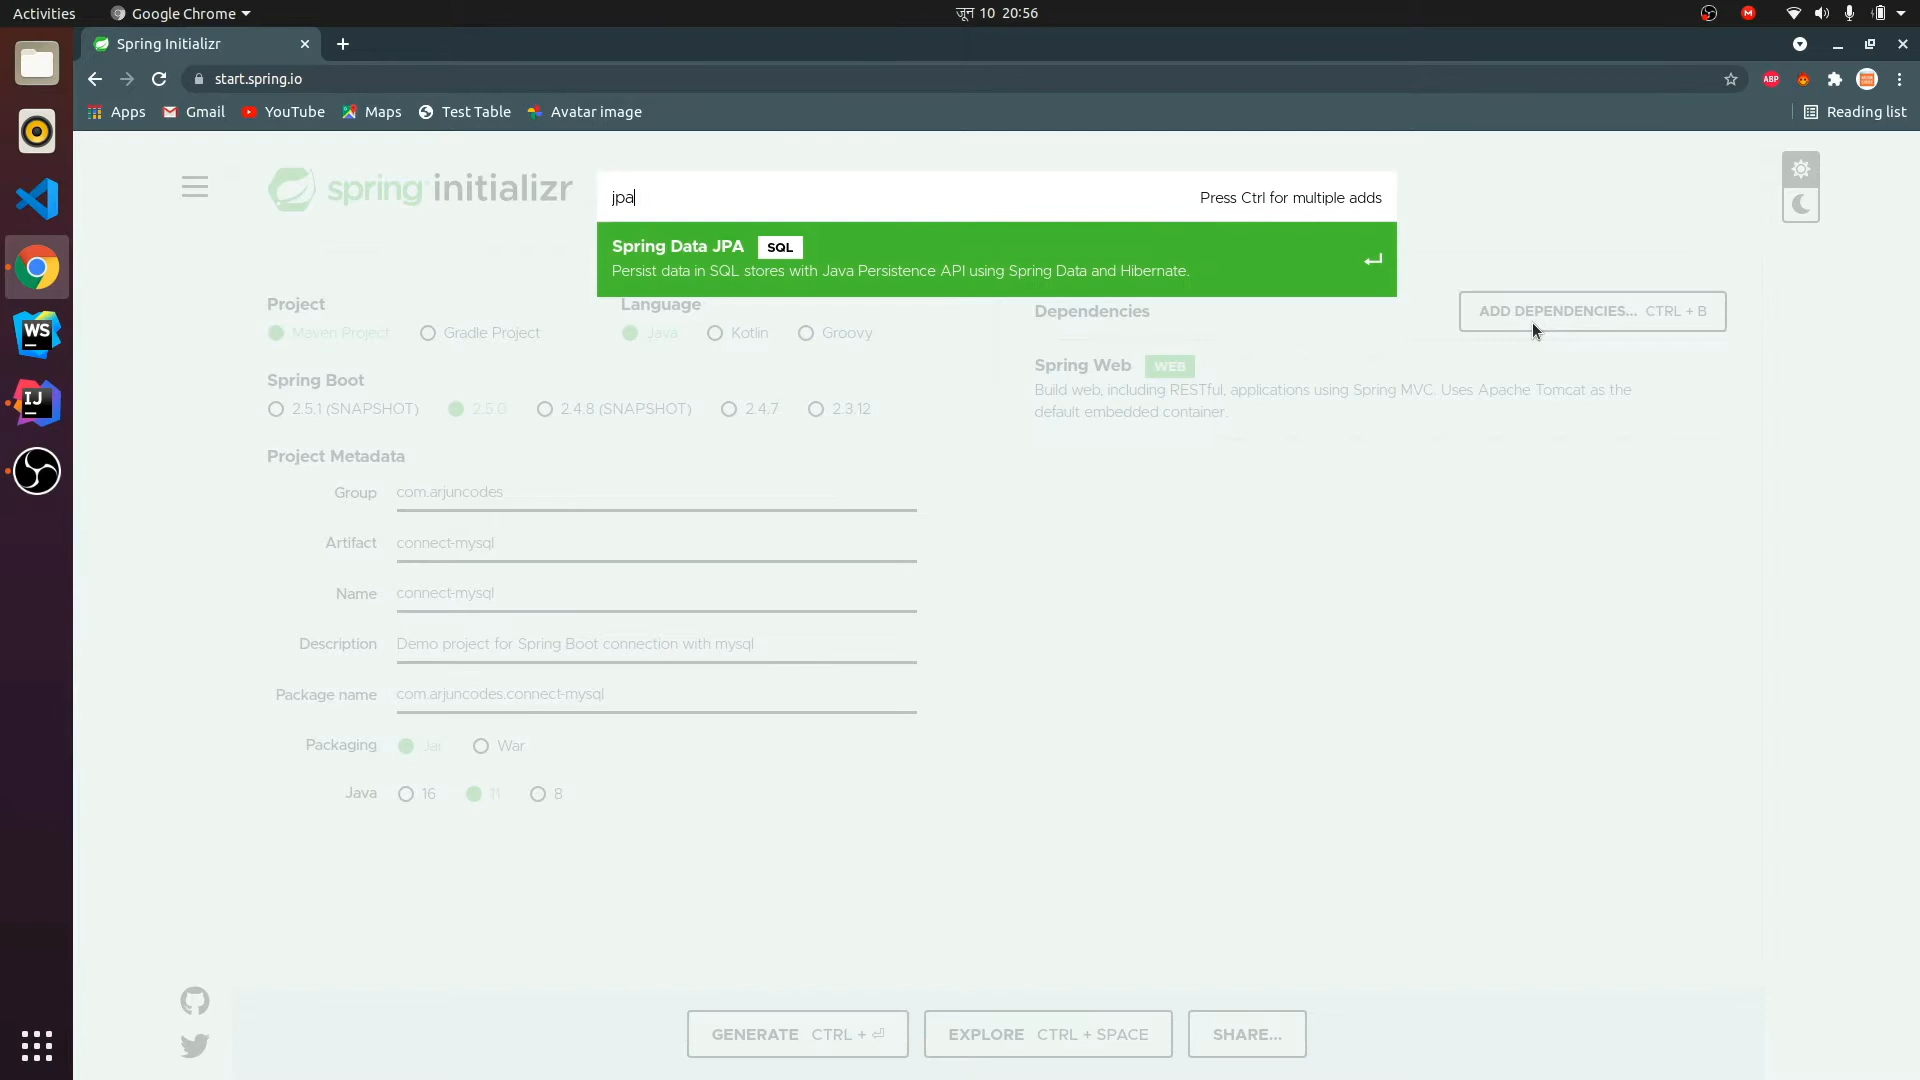 Activities
Google Chrome
जून 10 20:56
Spring Initializr
start.spring.io
ABP
Apps
Gmail
YouTube
Maps
Test Table
Avatar image
Reading list
spring initializr
jpa
Press Ctrl for multiple adds
Spring Data JPA SQL
Persist data in SQL stores with Java Persistence API using Spring Data and Hibernate.
Project
Maven Project
Gradle Project
Language
Java
Kotlin
Groovy
Spring Boot
2.5.1 (SNAPSHOT)
2.5.0
2.4.8 (SNAPSHOT)
2.4.7
2.3.12
Project Metadata
Group com.arjuncodes
Artifact connect-mysql
Name connect-mysql
Description Demo project for Spring Boot connection with mysql
Package name com.arjuncodes.connect-mysql
Packaging Jar War
Java 16 11 8
Dependencies
ADD DEPENDENCIES... CTRL + B
Spring Web WEB
Build web, including RESTful, applications using Spring MVC. Uses Apache Tomcat as the
default embedded container.
GENERATE CTRL + ⏎
EXPLORE CTRL + SPACE
SHARE...
WS
IJ
M